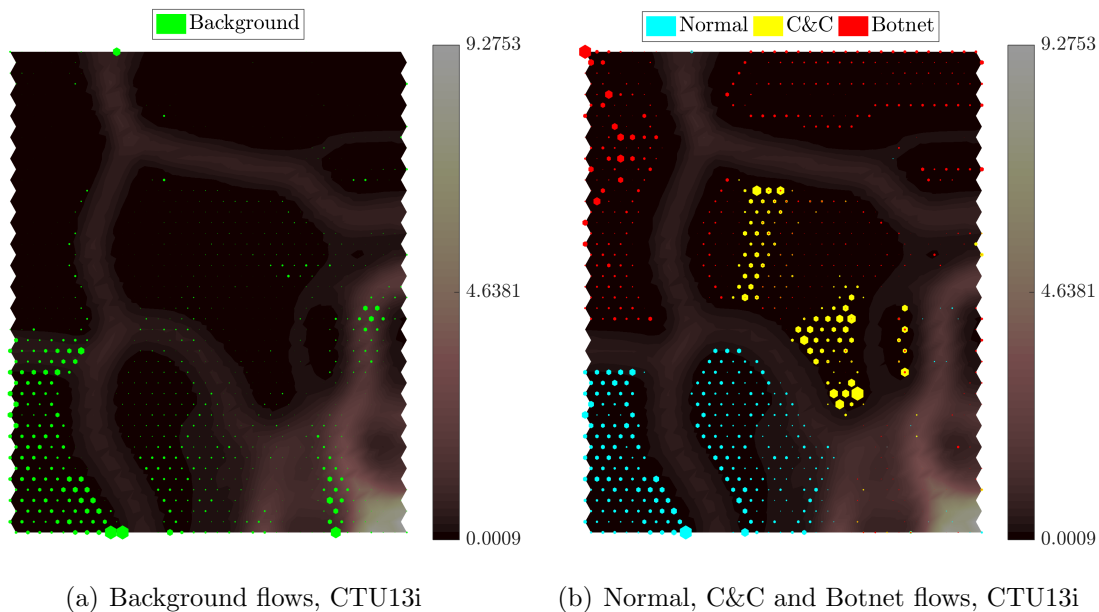 Background
9.2753
4.6381
0.0009
(a) Background flows, CTU13i
Normal C&C Botnet
9.2753
4.6381
0.0009
(b) Normal, C&C and Botnet flows, CTU13i